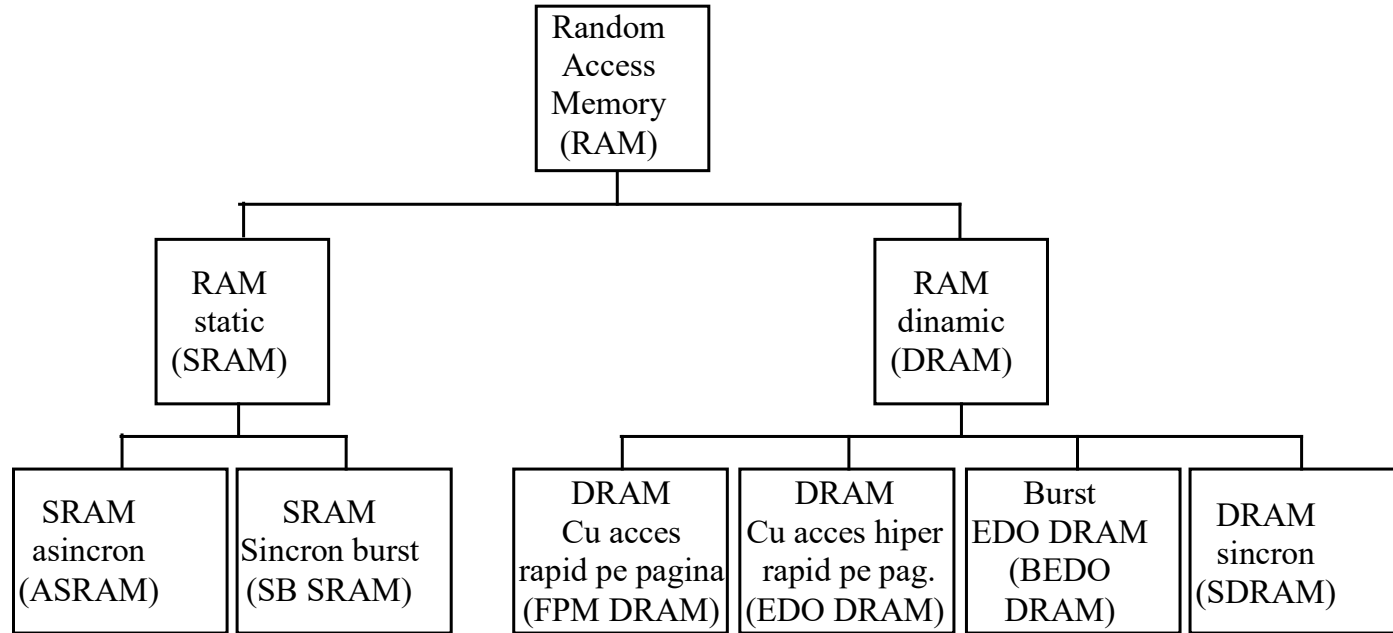 Random
Access
Memory
(RAM)
RAM
static
(SRAM)
RAM
dinamic
(DRAM)
SRAM
asincron
(ASRAM)
SRAM
Sincron burst
(SB SRAM)
DRAM
Cu acces
rapid pe pagina
(FPM DRAM)
DRAM
Cu acces hiper
rapid pe pag.
(EDO DRAM)
Burst
EDO DRAM
(BEDO
DRAM)
DRAM
sincron
(SDRAM)